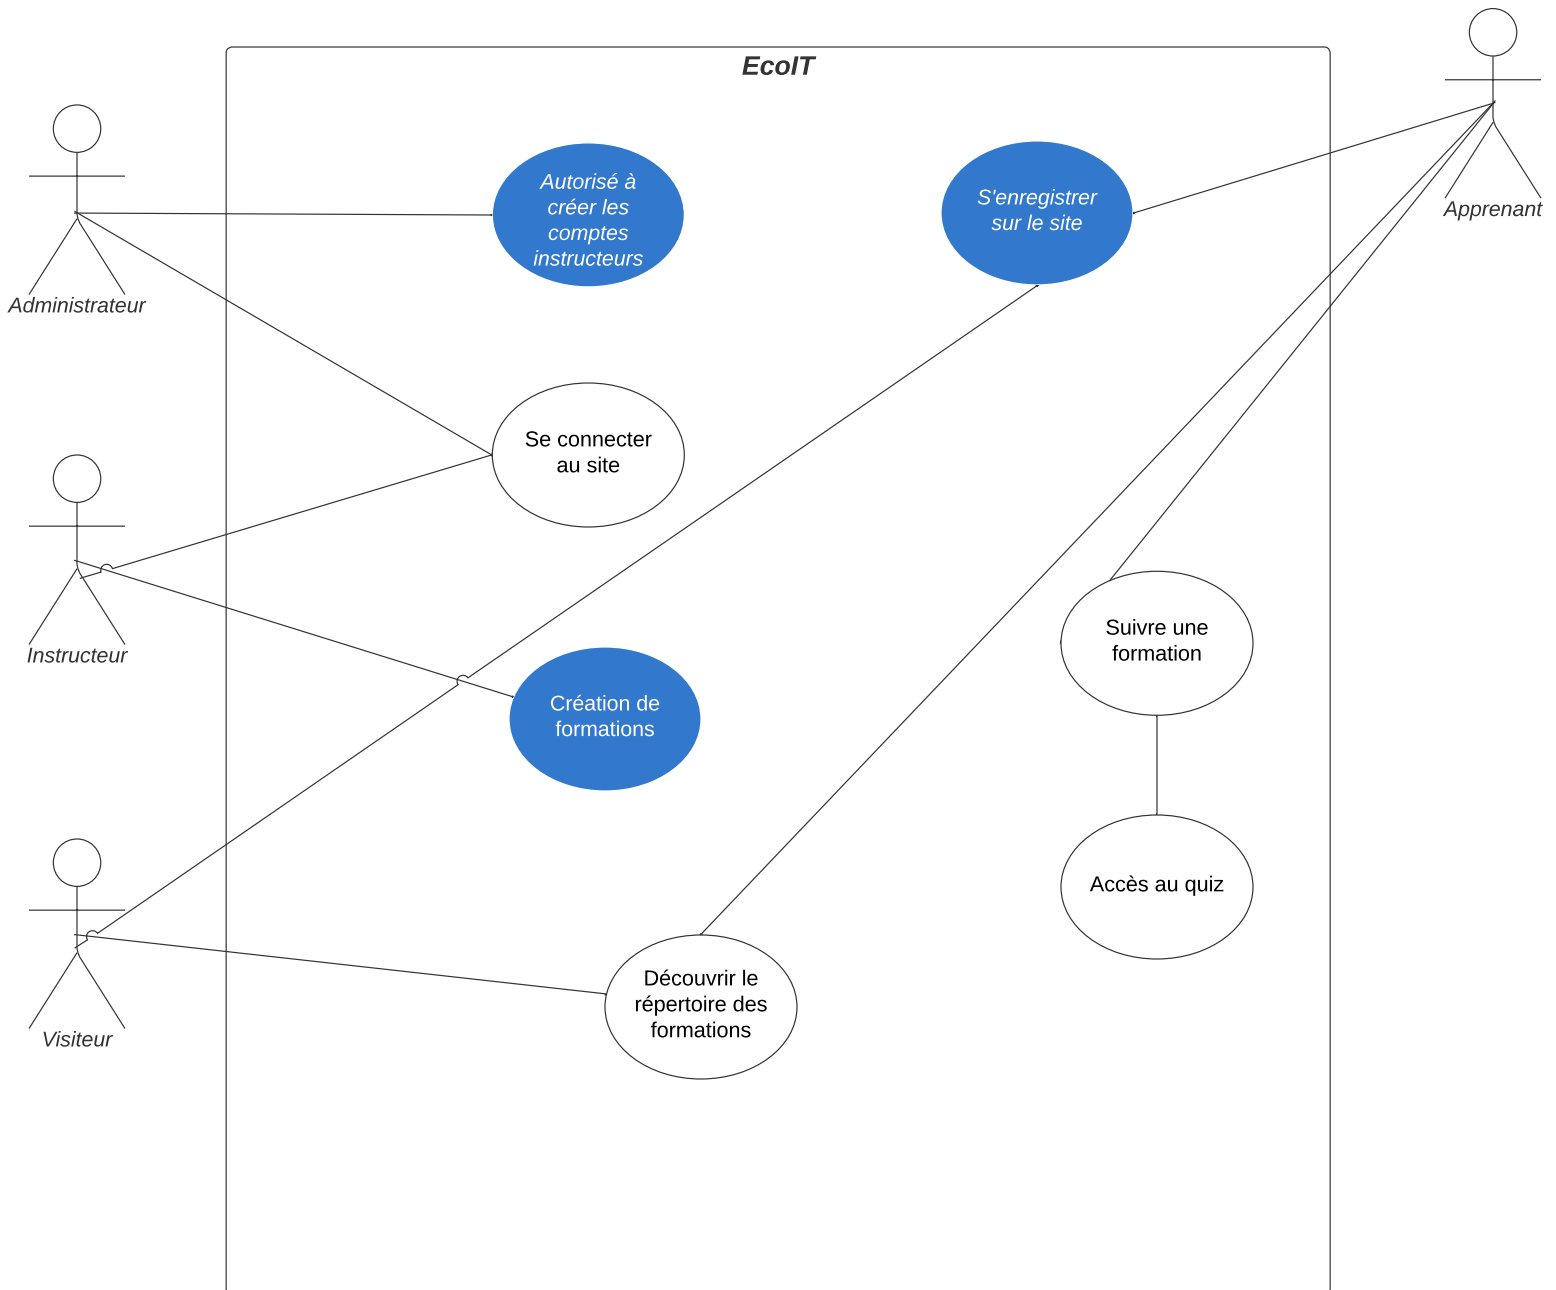 EcoIT
Autorisé à
créer les
comptes
instructeurs
S'enregistrer
sur le site
Apprenant
Administrateur
Se connecter
au site
Instructeur
Suivre une
formation
Création de
formations
Accès au quiz
Découvrir le
répertoire des
formations
Visiteur